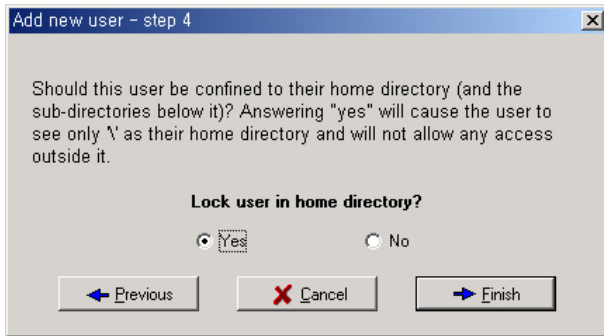 Add new user - step 4
Should this user be confined to their home directory (and the
sub-directories below it)? Answering "yes" will cause the user to
see only '\' as their home directory and will not allow any access
outside it.
Lock user in home directory?
Yes No
Previous Cancel Finish